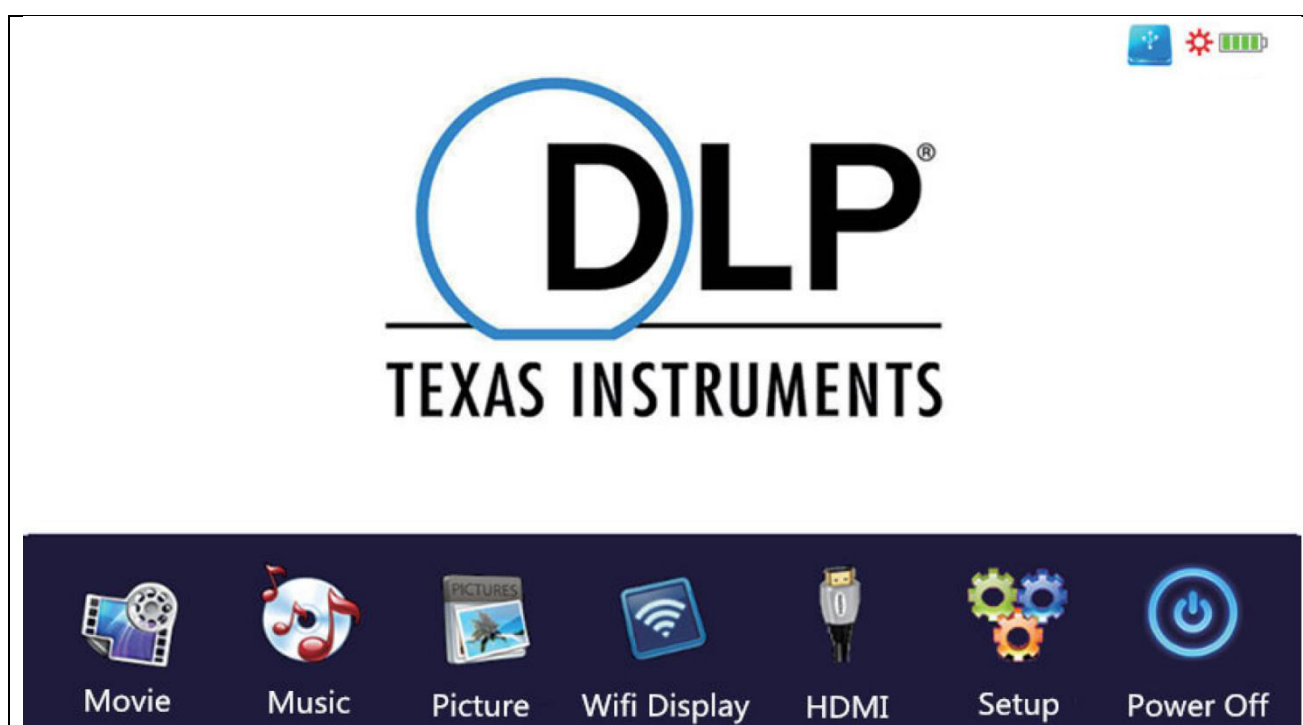 DLP®
TEXAS INSTRUMENTS
PICTURES
Movie
Music
Picture
Wifi Display
HDMI
Setup
Power Off